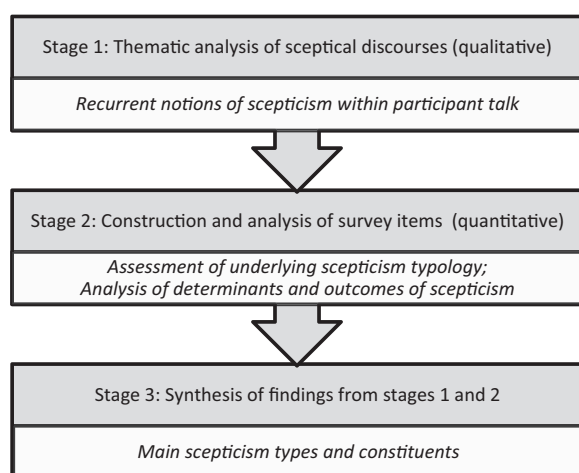 Stage 1: Thematic analysis of sceptical discourses (qualitative)
Recurrent notions of scepticism within participant talk
Stage 2: Construction and analysis of survey items (quantitative)
Assessment of underlying scepticism typology;
Analysis of determinants and outcomes of scepticism
Stage 3: Synthesis of findings from stages 1 and 2
Main scepticism types and constituents